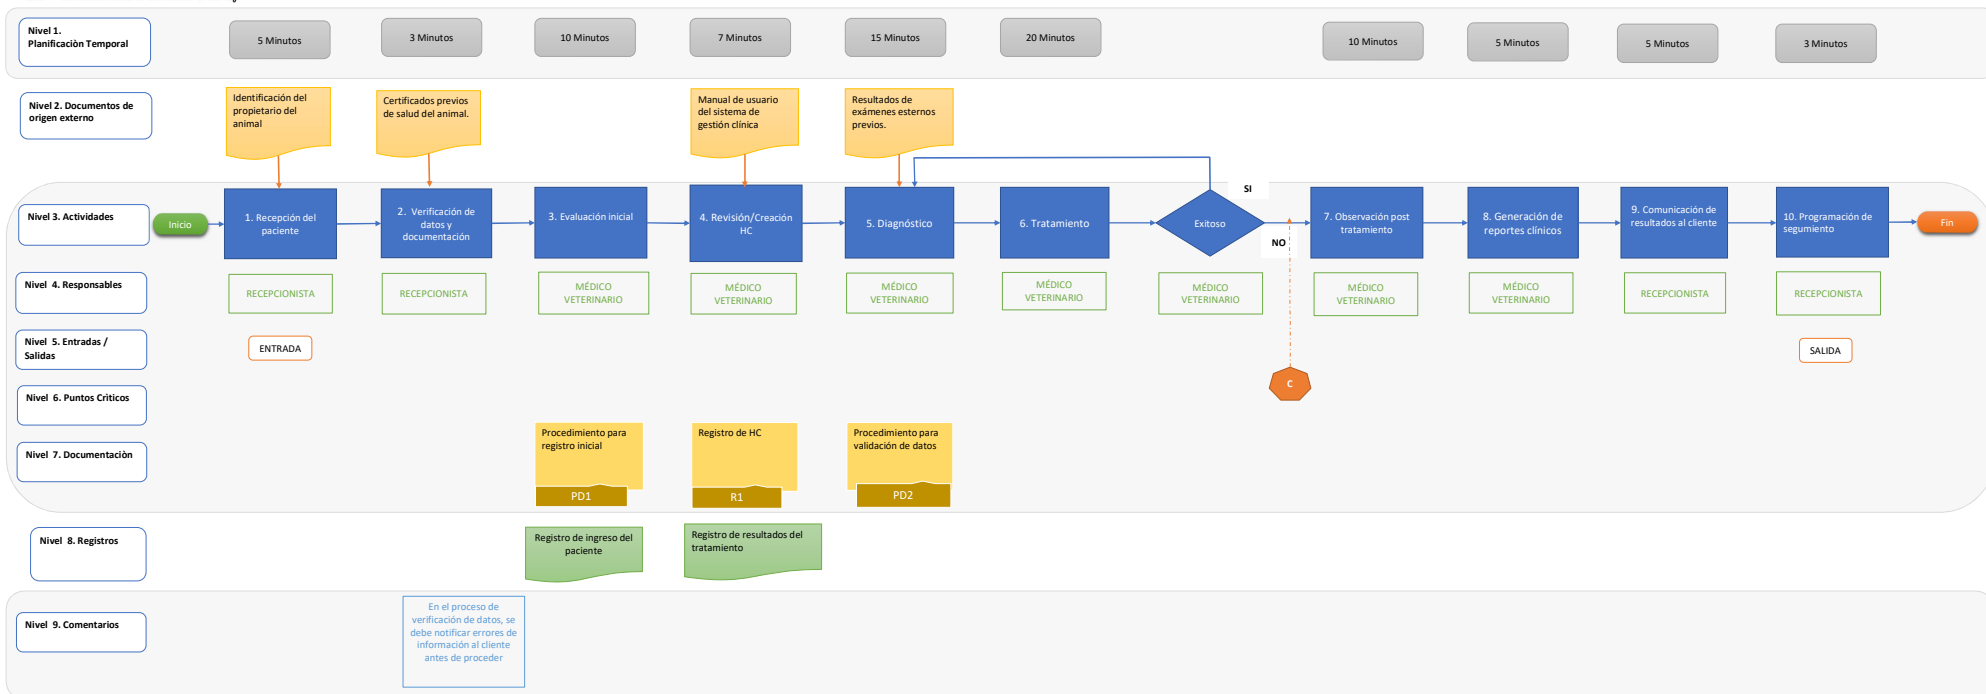 Nivel 1.
Planificaciòn Temporal
5 Minutos
3 Minutos
10 Minutos
7 Minutos
15 Minutos
20 Minutos
10 Minutos
5 Minutos
5 Minutos
3 Minutos
Nivel 2. Documentos de
origen externo
Identificación del
propietario del
animal
Certificados previos
de salud del animal.
Manual de usuario
del sistema de
gestión clínica
Resultados de
exámenes esternos
previos.
Nivel 3. Actividades
Inicio
1. Recepción del
paciente
2. Verificación de
datos y
documentación
3. Evaluación inicial
4. Revisión/Creación
HC
5. Diagnóstico
6. Tratamiento
Exitoso
SI
NO
7. Observación post
tratamiento
8. Generación de
reportes clínicos
9. Comunicación de
resultados al cliente
10. Programación de
segumiento
Fin
Nivel 4. Responsables
RECEPCIONISTA
RECEPCIONISTA
MÉDICO
VETERINARIO
MÉDICO
VETERINARIO
MÉDICO
VETERINARIO
MÉDICO
VETERINARIO
MÉDICO
VETERINARIO
MÉDICO
VETERINARIO
MÉDICO
VETERINARIO
RECEPCIONISTA
RECEPCIONISTA
Nivel 5. Entradas /
Salidas
ENTRADA
SALIDA
Nivel 6. Puntos Crìticos
C
Nivel 7. Documentaciòn
Procedimiento para
registro inicial
PD1
Registro de HC
R1
Procedimiento para
validación de datos
PD2
Nivel 8. Registros
Registro de ingreso del
paciente
Registro de resultados del
tratamiento
Nivel 9. Comentarios
En el proceso de
verificación de datos, se
debe notificar errores de
información al cliente
antes de proceder